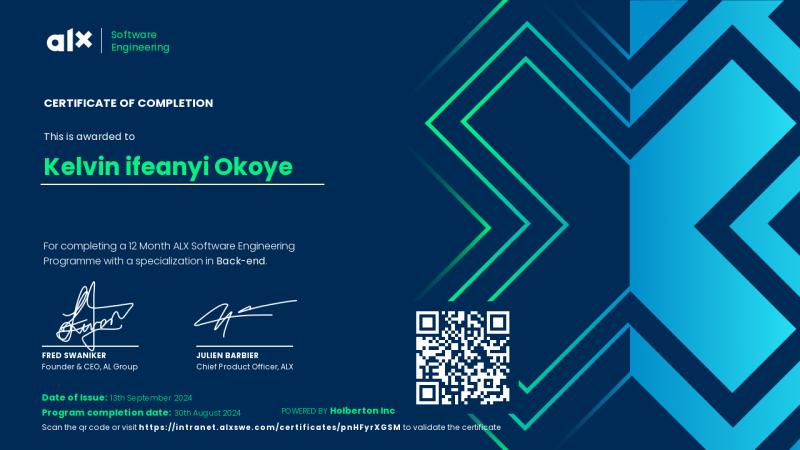 alx
Software
Engineering
CERTIFICATE OF COMPLETION
This is awarded to
Kelvin ifeanyi Okoye
For completing a 12 Month ALX Software Engineering
Programme with a specialization in Back-end.
FRED SWANIKER
Founder & CEO, AL Group
JULIEN BARBIER
Chief Product Officer, ALX
Date of Issue: 13th September 2024
Program completion date: 30th August 2024
POWERED BY Holberton Inc
Scan the qr code or visit https://intranet.alxswe.com/certificates/pnHFyrXGSM to validate the certificate